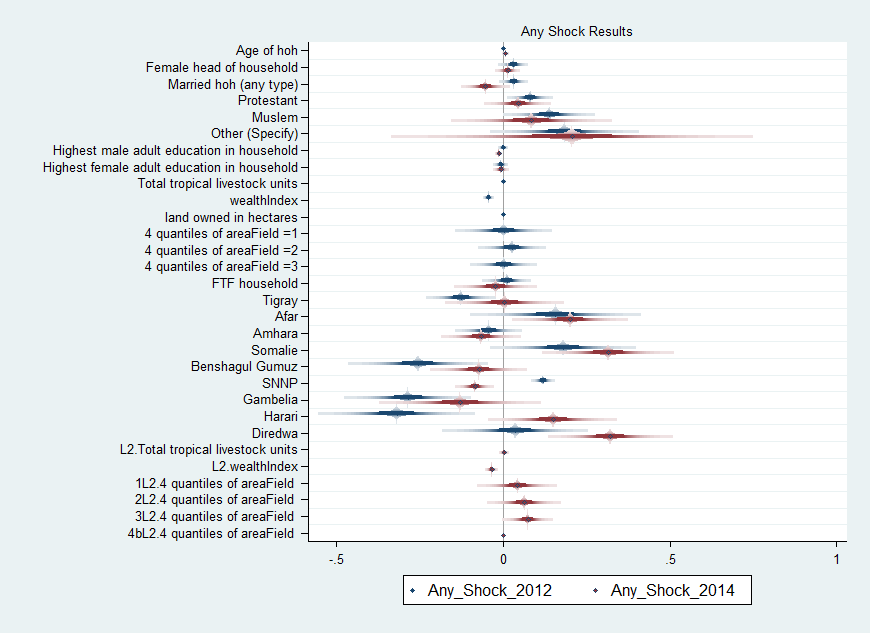 Any Shock Results
Age of hoh
Female head of household
Married hoh (any type)
Protestant
Muslem
Other (Specify)
Highest male adult education in household
Highest female adult education in household
Total tropical livestock units
wealthIndex
land owned in hectares
4 quantiles of areaField =1
4 quantiles of areaField =2
4 quantiles of areaField =3
FTF household
Tigray
Afar
Amhara
Somalie
Benshagul Gumuz
SNNP
Gambelia
Harari
Diredwa
L2.Total tropical livestock units
L2.wealthIndex
1L2.4 quantiles of areaField
2L2.4 quantiles of areaField
3L2.4 quantiles of areaField
4bL2.4 quantiles of areaField
-.5 0 .5 1
Any_Shock_2012 Any_Shock_2014